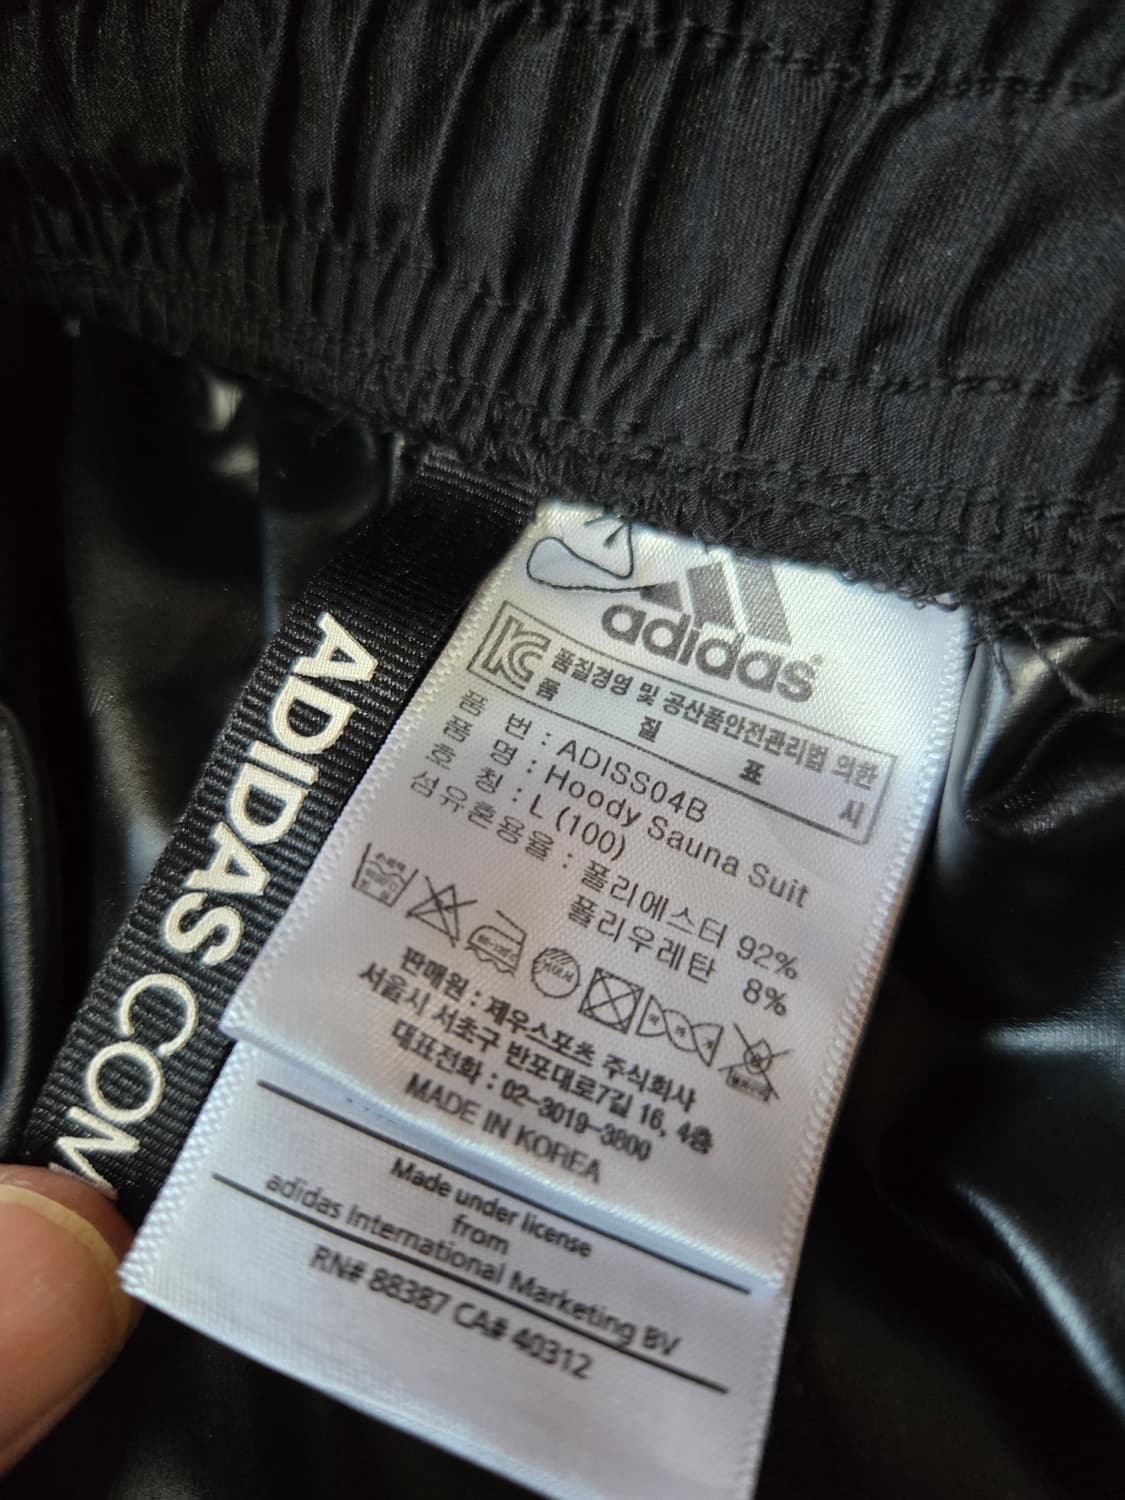 adidas
품질경영 및 공산품안전관리법 의한
품 질 표 시
품 번 : ADISS04B
품 명 : Hoody Sauna Suit
호 칭 : L (100)
섬유혼용율 : 폴리에스터 92%
폴리우레탄 8%
판매원 : 제우스포츠 주식회사
서울시 서초구 반포대로7길 16, 4층
대표전화 : 02-3019-3800
MADE IN KOREA
Made under license
from
adidas International Marketing BV
RN# 88387 CA# 40312
ADIDAS COM